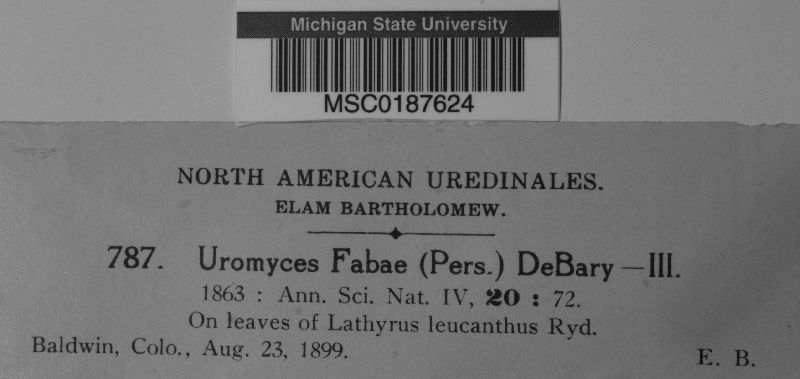 Michigan State University
MSC0187624
NORTH AMERICAN UREDINALES.
ELAM BARTHOLOMEW.
787. Uromyces Fabae (Pers.) DeBary—III.
1863 : Ann. Sci. Nat. IV, 20 : 72.
On leaves of Lathyrus leucanthus Ryd.
Baldwin, Colo., Aug. 23, 1899.
E. B.